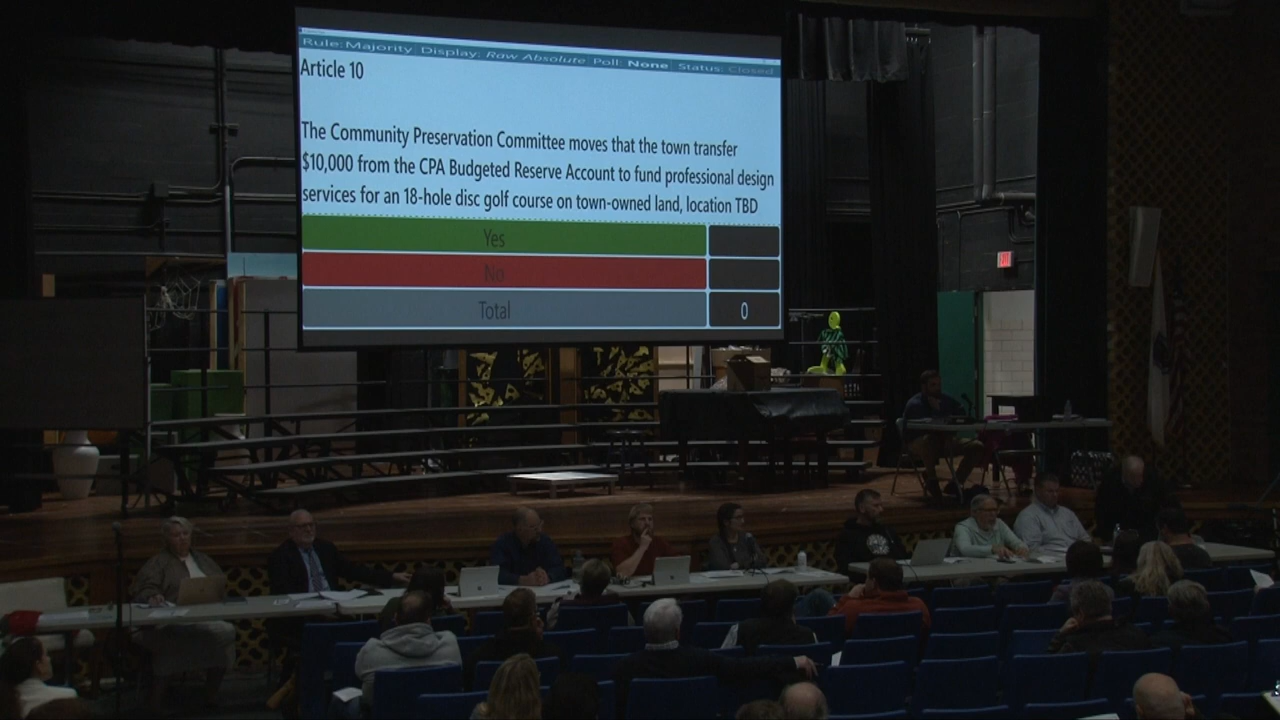 Rule: Majority Display: Raw Absolute Poll: None Status: Closed
Article 10
The Community Preservation Committee moves that the town transfer
$10,000 from the CPA Budgeted Reserve Account to fund professional design
services for an 18-hole disc golf course on town-owned land, location TBD
Yes
No
Total 0